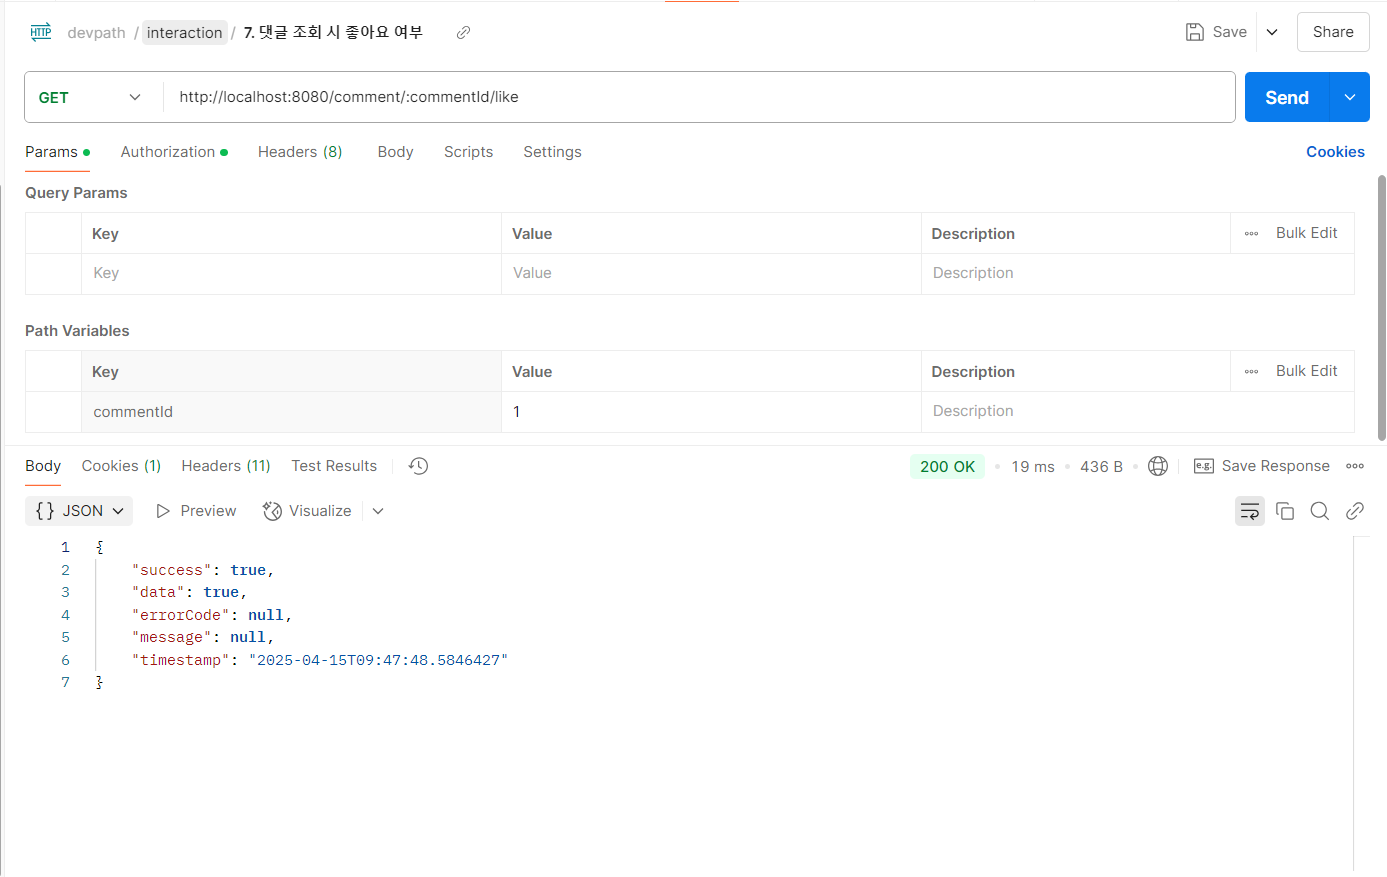 HTTP devpath / interaction / 7. 댓글 조회 시 좋아요 여부 Save Share
GET http://localhost:8080/comment/:commentId/like Send
Params Authorization Headers (8) Body Scripts Settings Cookies
Query Params
Key Value Description Bulk Edit
Key Value Description
Path Variables
Key Value Description Bulk Edit
commentId 1 Description
Body Cookies (1) Headers (11) Test Results 200 OK 19 ms 436 B e.g. Save Response
{} JSON Preview Visualize
1 {
2 "success": true,
3 "data": true,
4 "errorCode": null,
5 "message": null,
6 "timestamp": "2025-04-15T09:47:48.5846427"
7 }